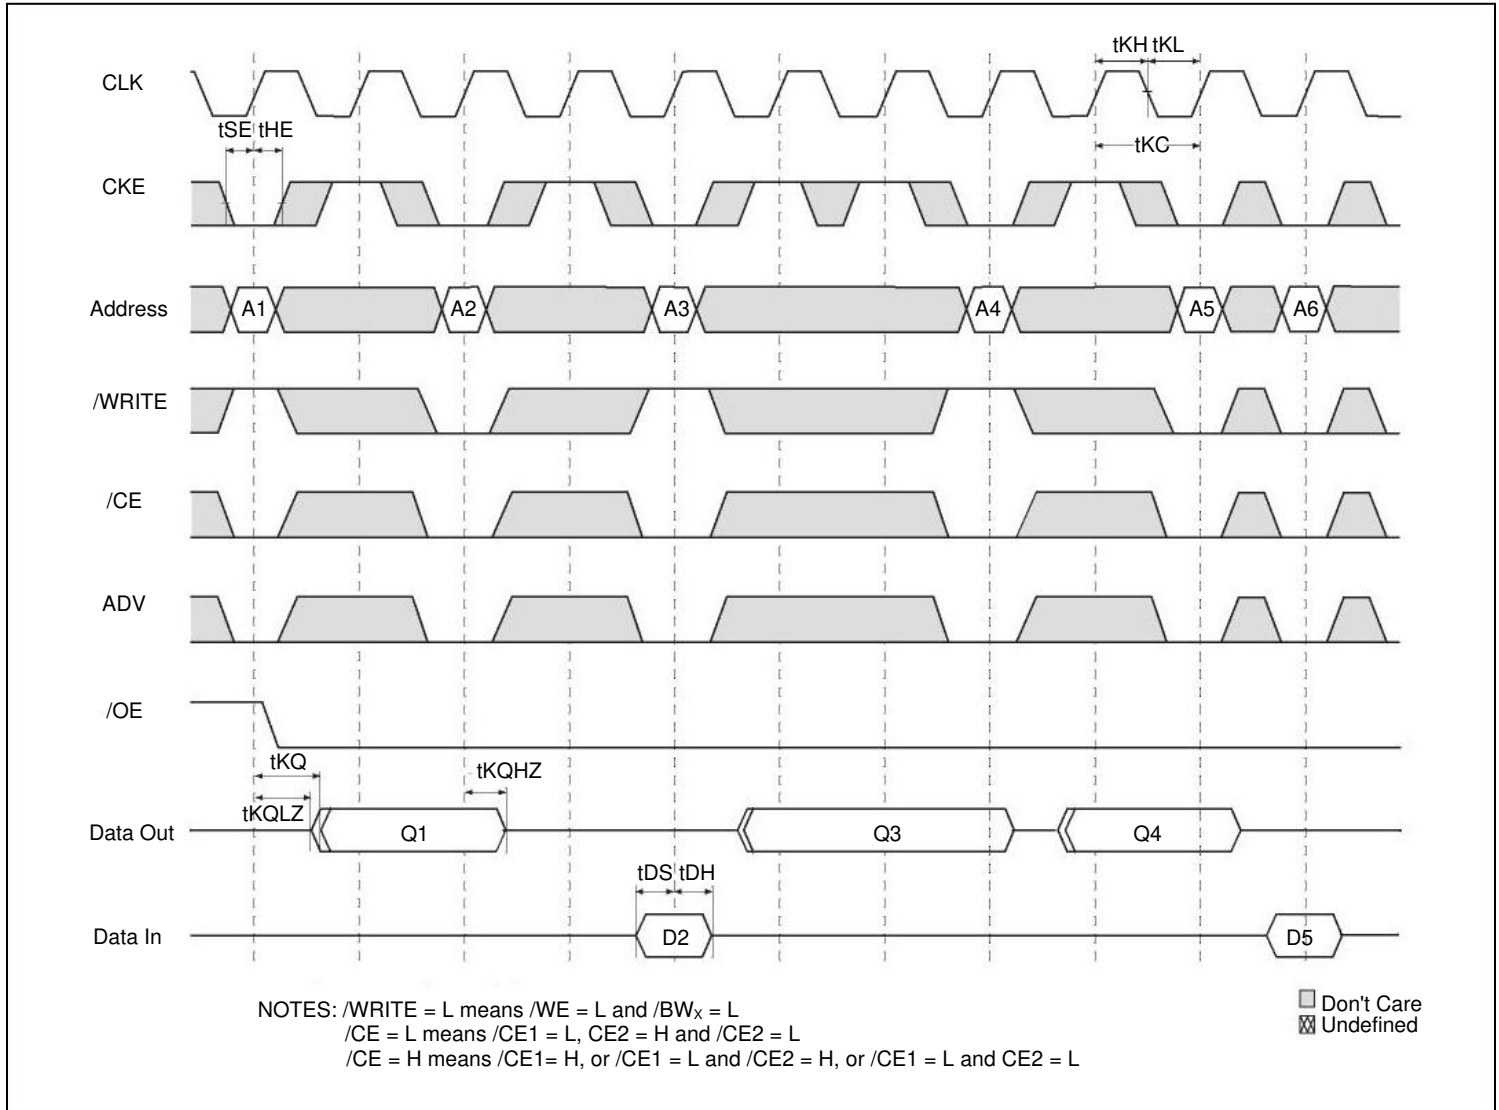 tKH tKL
CLK
tSE tHE
tKC
CKE
Address A1 A2 A3 A4 A5 A6
/WRITE
/CE
ADV
/OE
tKQ
tKQHZ
tKQLZ
Data Out Q1 Q3 Q4
tDS tDH
Data In D2 D5
NOTES: /WRITE = L means /WE = L and /BWx = L
/CE = L means /CE1 = L, CE2 = H and /CE2 = L
/CE = H means /CE1= H, or /CE1 = L and /CE2 = H, or /CE1 = L and CE2 = L
Don't Care
Undefined